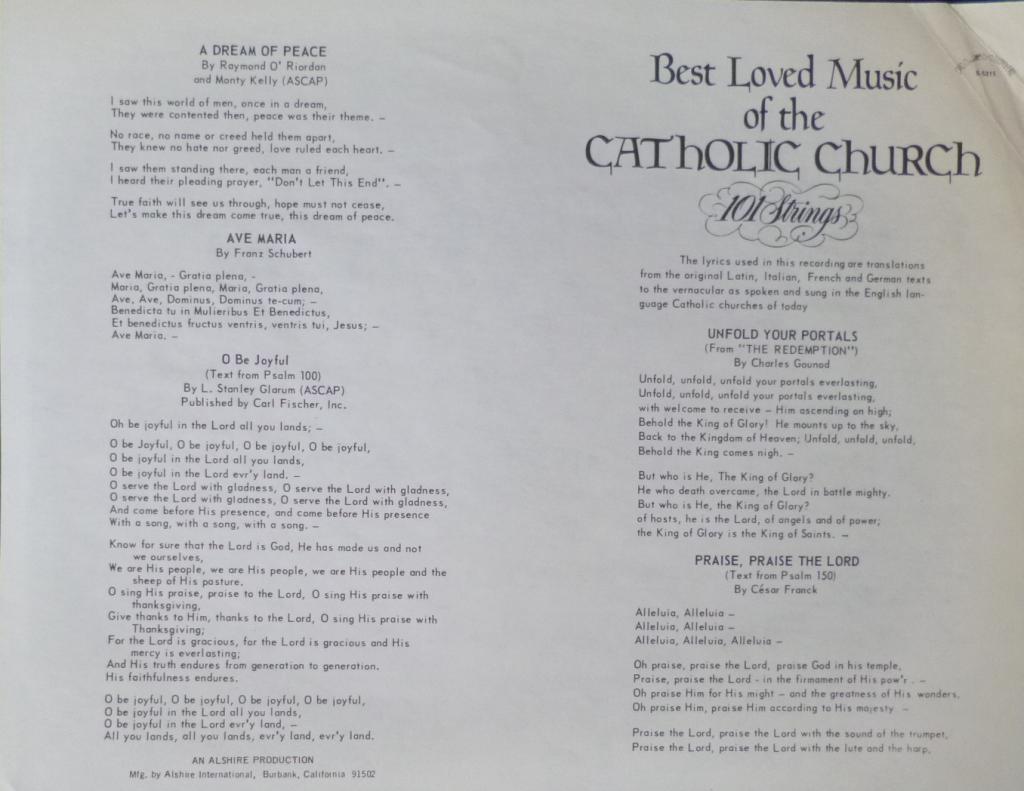 A DREAM OF PEACE
By Raymond O' Riordan
and Monty Kelly (ASCAP)
I saw this world of men, once in a dream,
They were contented then, peace was their theme. –
No race, no name or creed held them apart,
They knew no hate nor greed, love ruled each heart. –
I saw them standing there, each man a friend,
I heard their pleading prayer, "Don't Let This End". –
True faith will see us through, hope must not cease,
Let's make this dream come true, this dream of peace.
AVE MARIA
By Franz Schubert
Ave Maria, - Gratia plena, -
Maria, Gratia plena, Maria, Gratia plena,
Ave, Ave, Dominus, Dominus te-cum; –
Benedicta tu in Mulieribus Et Benedictus,
Et benedictus fructus ventris, ventris tui, Jesus; –
Ave Maria. –
O Be Joyful
(Text from Psalm 100)
By L. Stanley Glarum (ASCAP)
Published by Carl Fischer, Inc.
Oh be joyful in the Lord all you lands; –
O be Joyful, O be joyful, O be joyful, O be joyful,
O be joyful in the Lord all you lands,
O be joyful in the Lord evr'y land. –
O serve the Lord with gladness, O serve the Lord with gladness,
O serve the Lord with gladness, O serve the Lord with gladness,
And come before His presence, and come before His presence
With a song, with a song, with a song. –
Know for sure that the Lord is God, He has made us and not
we ourselves,
We are His people, we are His people, we are His people and the
sheep of His pasture.
O sing His praise, praise to the Lord, O sing His praise with
thanksgiving,
Give thanks to Him, thanks to the Lord, O sing His praise with
Thanksgiving;
For the Lord is gracious, for the Lord is gracious and His
mercy is everlasting;
And His truth endures from generation to generation.
His faithfulness endures.
O be joyful, O be joyful, O be joyful, O be joyful,
O be joyful in the Lord all you lands,
O be joyful in the Lord evr'y land, –
All you lands, all you lands, evr'y land, evr'y land.
AN ALSHIRE PRODUCTION
Mfg. by Alshire International, Burbank, California 91502
Best Loved Music
of the
CATHOLIC CHURCH
101 Strings
The lyrics used in this recording are translations
from the original Latin, Italian, French and German texts
to the vernacular as spoken and sung in the English lan-
guage Catholic churches of today
UNFOLD YOUR PORTALS
(From "THE REDEMPTION")
By Charles Gounod
Unfold, unfold, unfold your portals everlasting,
Unfold, unfold, unfold your portals everlasting,
with welcome to receive – Him ascending on high;
Behold the King of Glory! He mounts up to the sky,
Back to the Kingdom of Heaven; Unfold, unfold, unfold,
Behold the King comes nigh. –
But who is He, The King of Glory?
He who death overcame, the Lord in battle mighty.
But who is He, the King of Glory?
of hosts, he is the Lord, of angels and of power;
the King of Glory is the King of Saints. –
PRAISE, PRAISE THE LORD
(Text from Psalm 150)
By César Franck
Alleluia, Alleluia –
Alleluia, Alleluia –
Alleluia, Alleluia, Alleluia –
Oh praise, praise the Lord, praise God in his temple,
Praise, praise the Lord - in the firmament of His pow'r . –
Oh praise Him for His might – and the greatness of His wonders.
Oh praise Him, praise Him according to His majesty –
Praise the Lord, praise the Lord with the sound of the trumpet,
Praise the Lord, praise the Lord with the lute and the harp,